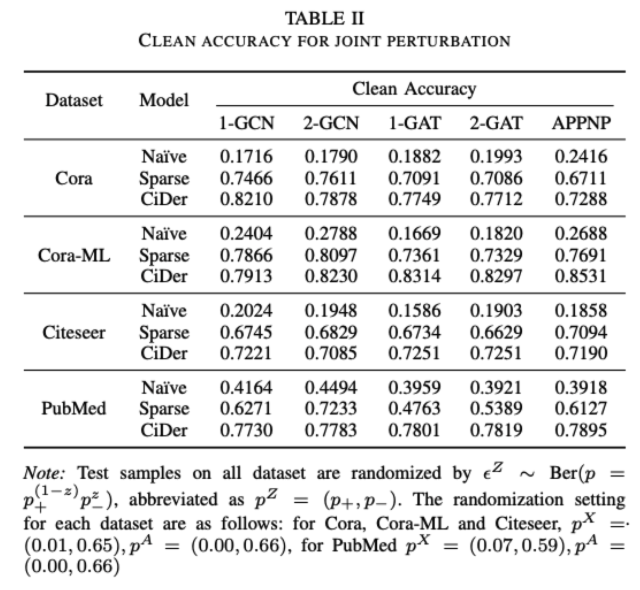 TABLE II
CLEAN ACCURACY FOR JOINT PERTURBATION
Dataset Model Clean Accuracy
1-GCN 2-GCN 1-GAT 2-GAT APPNP
Naïve 0.1716 0.1790 0.1882 0.1993 0.2416
Cora Sparse 0.7466 0.7611 0.7091 0.7086 0.6711
CiDer 0.8210 0.7878 0.7749 0.7712 0.7288
Naïve 0.2404 0.2788 0.1669 0.1820 0.2688
Cora-ML Sparse 0.7866 0.8097 0.7361 0.7329 0.7691
CiDer 0.7913 0.8230 0.8314 0.8297 0.8531
Naïve 0.2024 0.1948 0.1586 0.1903 0.1858
Citeseer Sparse 0.6745 0.6829 0.6734 0.6629 0.7094
CiDer 0.7221 0.7085 0.7251 0.7251 0.7190
Naïve 0.4164 0.4494 0.3959 0.3921 0.3918
PubMed Sparse 0.6271 0.7233 0.4763 0.5389 0.6127
CiDer 0.7730 0.7783 0.7801 0.7819 0.7895
Note: Test samples on all dataset are randomized by ϵ^Z ∼ Ber(p =
p_+^{(1−z)} p_−^z), abbreviated as p^Z = (p_+, p_−). The randomization setting
for each dataset are as follows: for Cora, Cora-ML and Citeseer, p^X =
(0.01, 0.65), p^A = (0.00, 0.66), for PubMed p^X = (0.07, 0.59), p^A =
(0.00, 0.66)